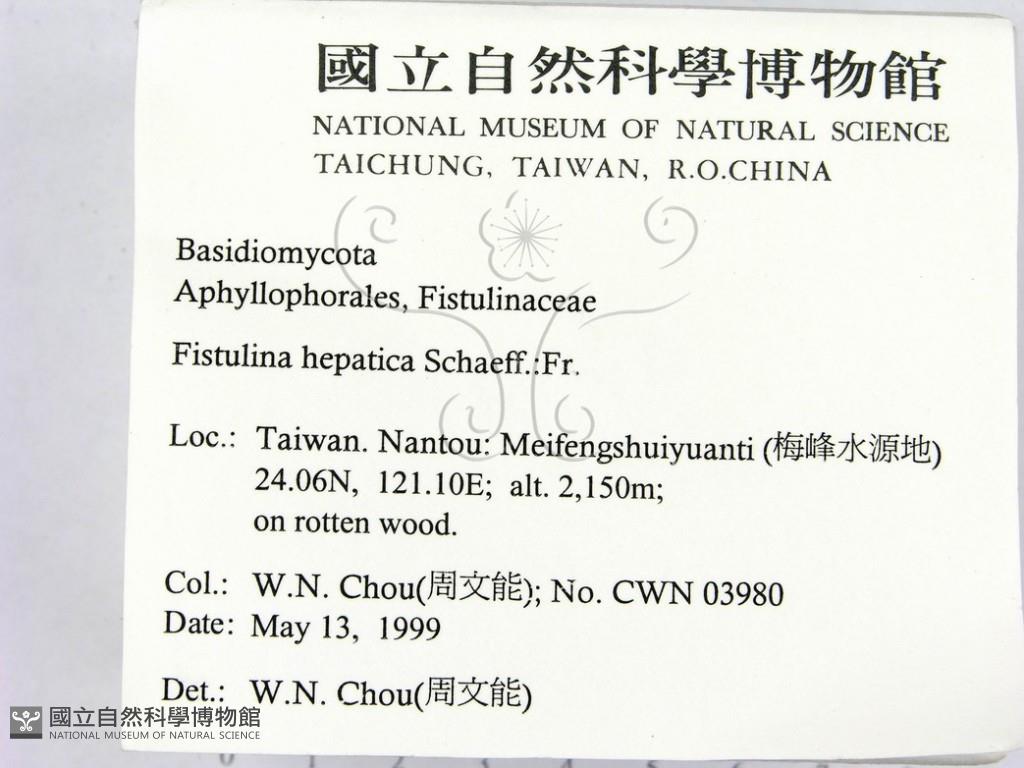 國立自然科學博物館
NATIONAL MUSEUM OF NATURAL SCIENCE
TAICHUNG, TAIWAN, R.O.CHINA
Basidiomycota
Aphyllophorales, Fistulinaceae
Fistulina hepatica Schaeff.:Fr.
Loc.: Taiwan. Nantou: Meifengshuiyuanti (梅峰水源地)
24.06N, 121.10E; alt. 2,150m;
on rotten wood.
Col.: W.N. Chou(周文能); No. CWN 03980
Date: May 13, 1999
Det.: W.N. Chou(周文能)
國立自然科學博物館
NATIONAL MUSEUM OF NATURAL SCIENCE